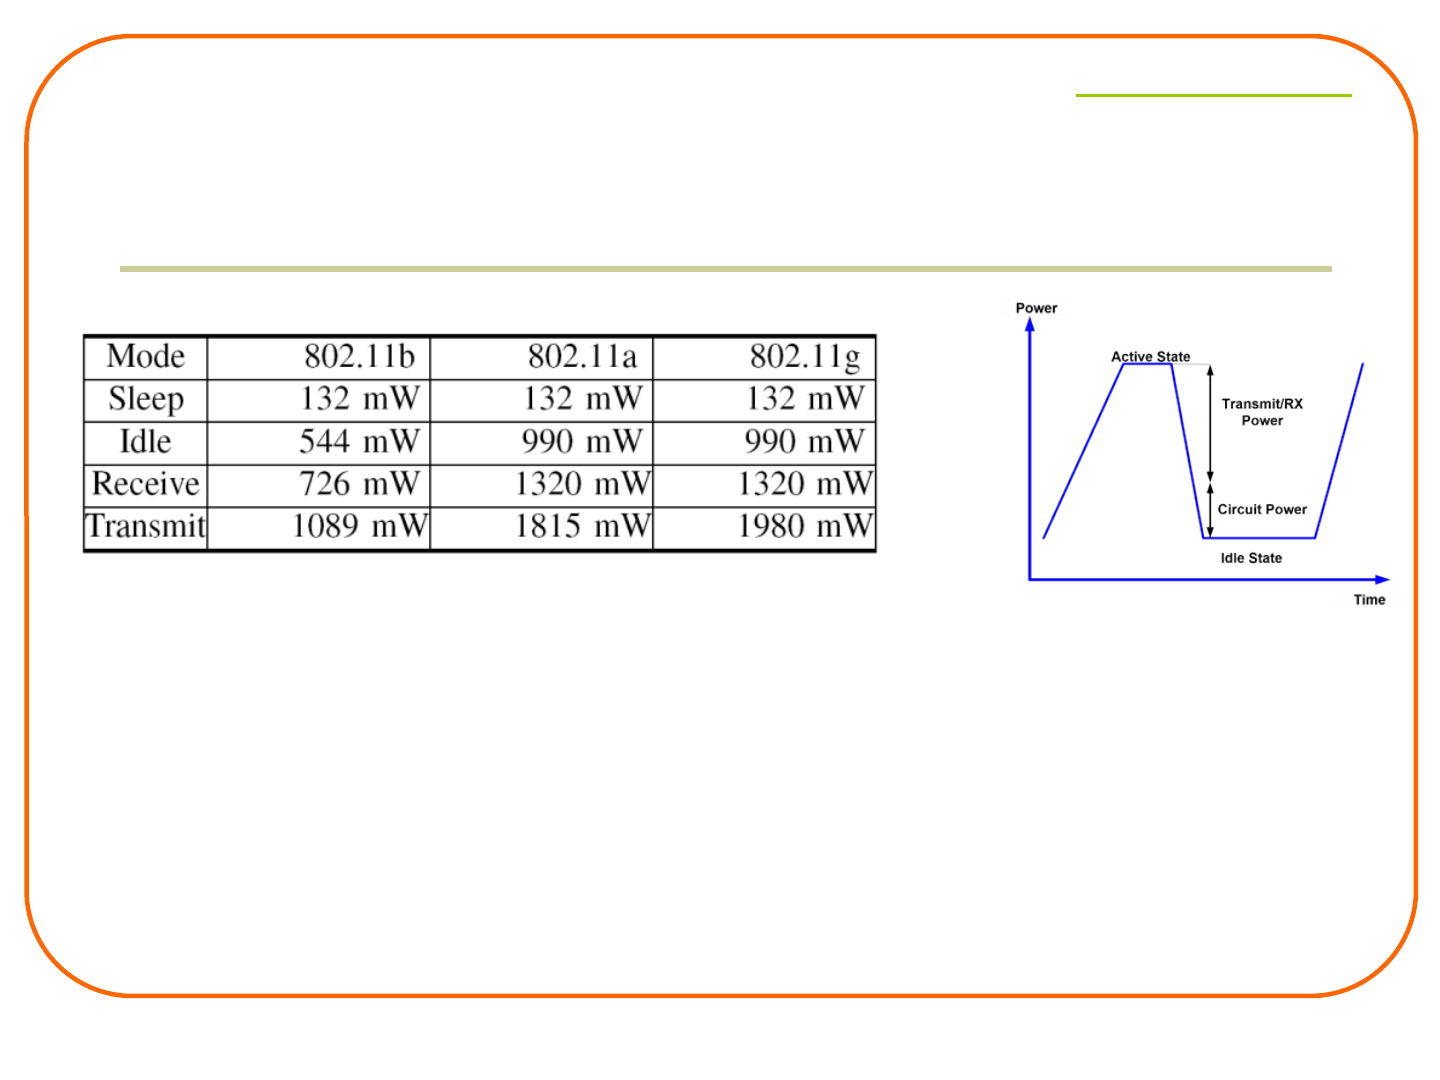 Mode 802.11b 802.11a 802.11g
Sleep 132 mW 132 mW 132 mW
Idle 544 mW 990 mW 990 mW
Receive 726 mW 1320 mW 1320 mW
Transmit 1089 mW 1815 mW 1980 mW
Power
Active State
Transmit/RX
Power
Circuit Power
Idle State
Time